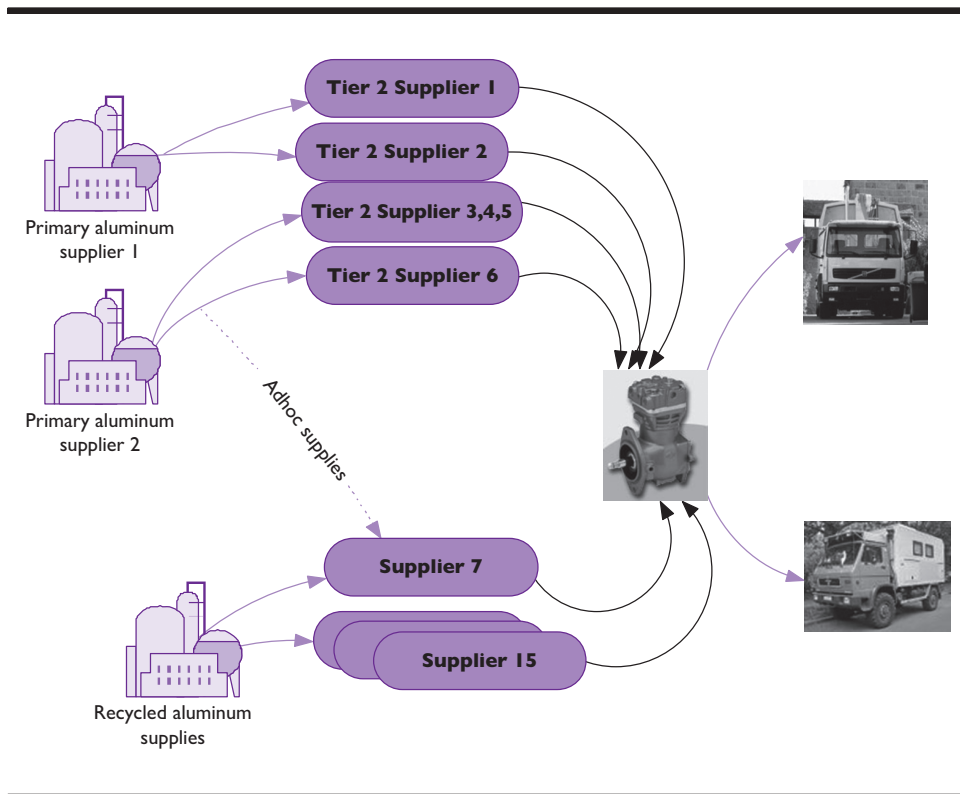 Tier 2 Supplier 1
Tier 2 Supplier 2
Tier 2 Supplier 3,4,5
Tier 2 Supplier 6
Primary aluminum
supplier 1
Primary aluminum
supplier 2
Adhoc supplies
Supplier 7
Supplier 15
Recycled aluminum
supplies